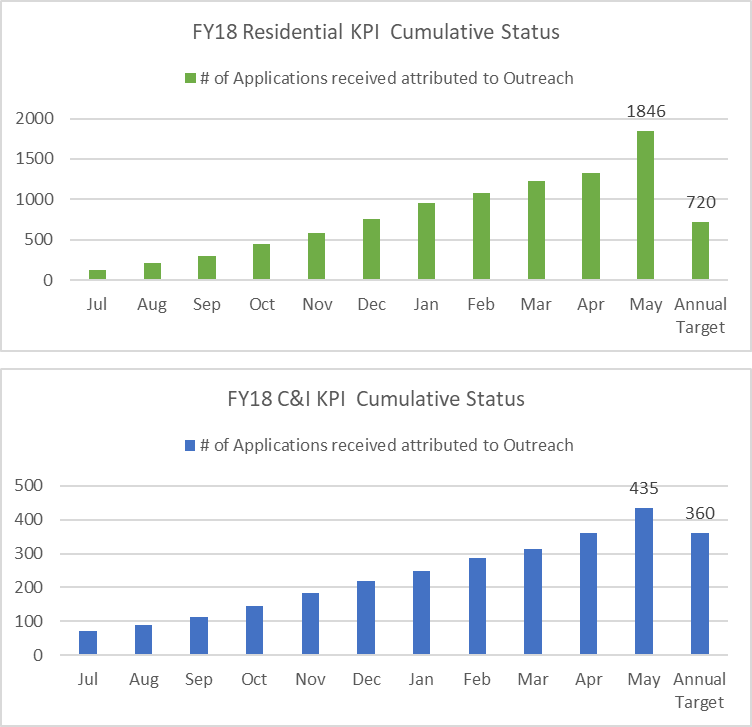 FY18 Residential KPI  Cumulative Status
# of Applications received attributed to Outreach
1846
2000
1500
1000
720
500
0
Jul Aug Sep Oct Nov Dec Jan Feb Mar Apr May Annual
Target
FY18 C&I KPI  Cumulative Status
# of Applications received attributed to Outreach
500
435
400
360
300
200
100
0
Jul Aug Sep Oct Nov Dec Jan Feb Mar Apr May Annual
Target